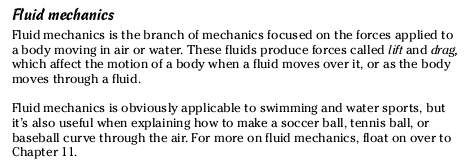 Fluid mechanics
Fluid mechanics is the branch of mechanics focused on the forces applied to
a body moving in air or water. These fluids produce forces called lift and drag,
which affect the motion of a body when a fluid moves over it, or as the body
moves through a fluid.
Fluid mechanics is obviously applicable to swimming and water sports, but
it's also useful when explaining how to make a soccer ball, tennis ball, or
baseball curve through the air. For more on fluid mechanics, float on over to
Chapter 11.